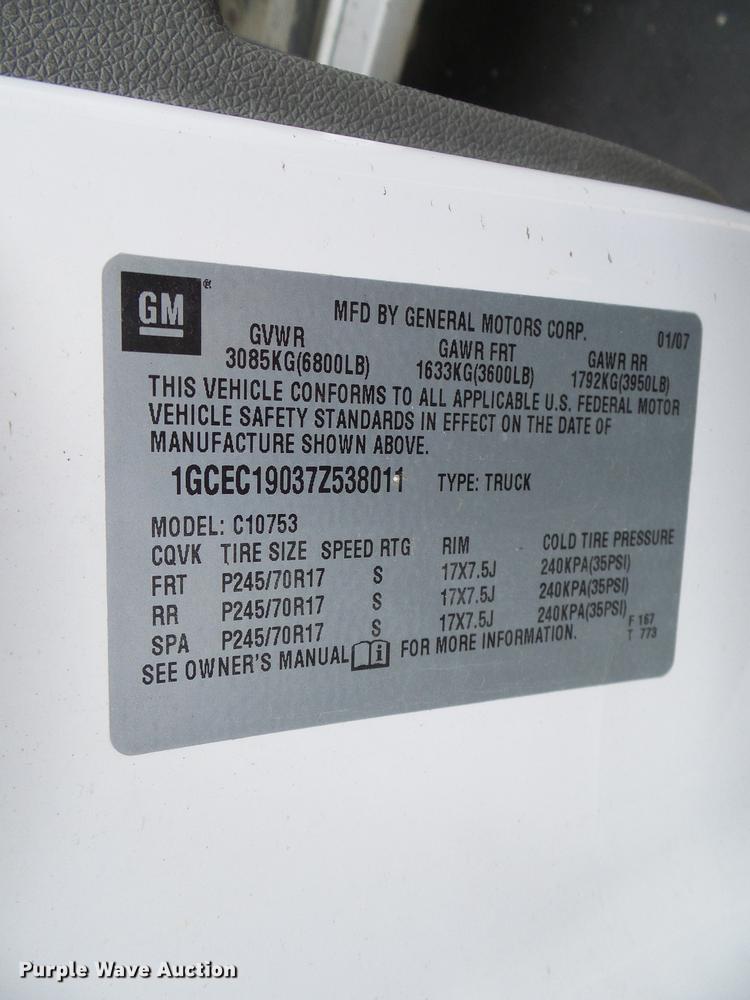 GM®
MFD BY GENERAL MOTORS CORP. 01/07
GVWR GAWR FRT GAWR RR
3085KG(6800LB) 1633KG(3600LB) 1792KG(3950LB)
THIS VEHICLE CONFORMS TO ALL APPLICABLE U.S. FEDERAL MOTOR
VEHICLE SAFETY STANDARDS IN EFFECT ON THE DATE OF
MANUFACTURE SHOWN ABOVE.
1GCEC19037Z538011 TYPE: TRUCK
MODEL: C10753
CQVK TIRE SIZE SPEED RTG RIM COLD TIRE PRESSURE
FRT P245/70R17 S 17X7.5J 240KPA(35PSI)
RR P245/70R17 S 17X7.5J 240KPA(35PSI)
SPA P245/70R17 S 17X7.5J 240KPA(35PSI)
F 167
T 773
SEE OWNER'S MANUAL i FOR MORE INFORMATION.
Purple Wave Auction